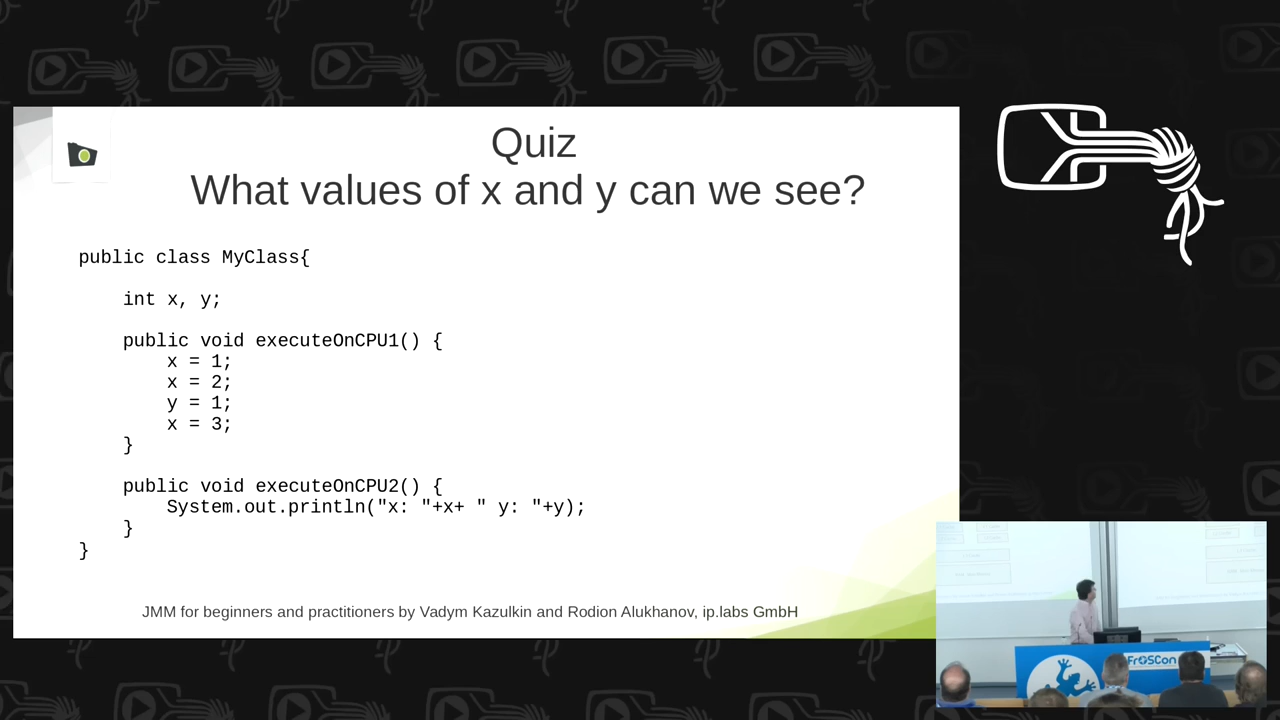 Quiz
What values of x and y can we see?
public class MyClass{
int x, y;
public void executeOnCPU1() {
x = 1;
x = 2;
y = 1;
x = 3;
}
public void executeOnCPU2() {
System.out.println("x: "+x+ " y: "+y);
}
}
JMM for beginners and practitioners by Vadym Kazulkin and Rodion Alukhanov, ip.labs GmbH
FrOSCon